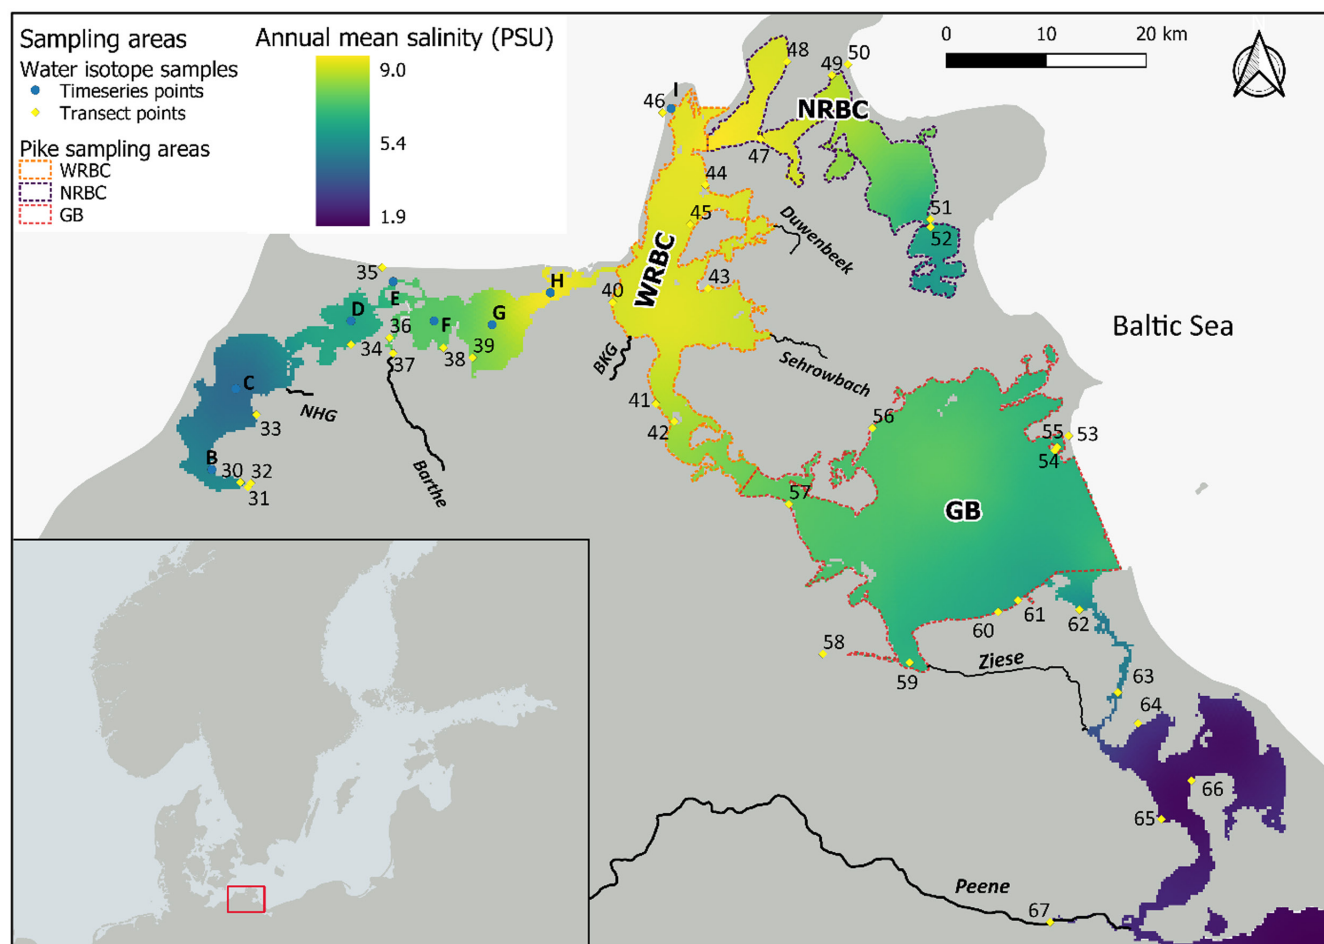 Sampling areas
Water isotope samples
Timeseries points
Transect points
Pike sampling areas
WRBC
NRBC
GB
Annual mean salinity (PSU)
9.0
5.4
1.9
0 10 20 km
N
I
46
48
49
50
NRBC
47
44
45
51
52
Duwenbeek
WRBC
43
40
35
E
H
D
F
G
36
34
37
38
39
BKG
Sehrowbach
Baltic Sea
C
NHG
33
Barthe
B
30
32
31
41
42
56
55
53
54
57
GB
58
59
60
61
62
Ziese
63
64
66
65
Peene
67